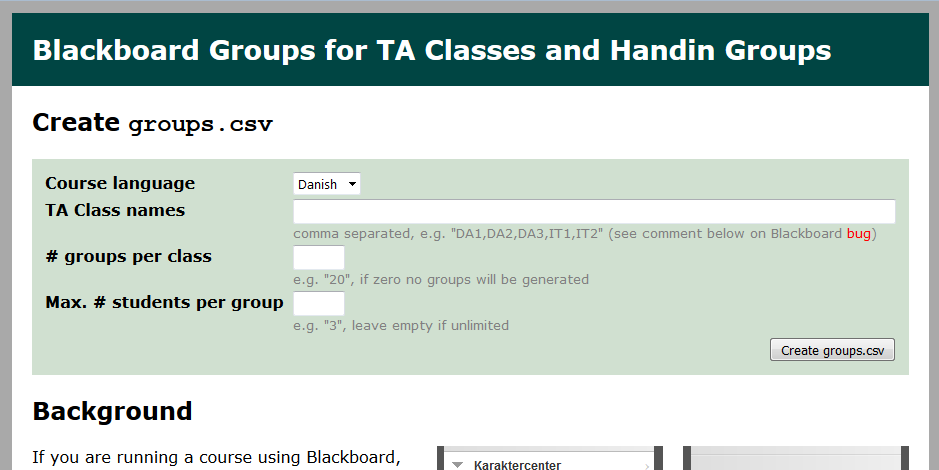 Blackboard Groups for TA Classes and Handin Groups
Create groups.csv
Course language Danish
TA Class names
comma separated, e.g. "DA1,DA2,DA3,IT1,IT2" (see comment below on Blackboard bug)
# groups per class
e.g. "20", if zero no groups will be generated
Max. # students per group
e.g. "3", leave empty if unlimited
Create groups.csv
Background
If you are running a course using Blackboard,
Karaktercenter